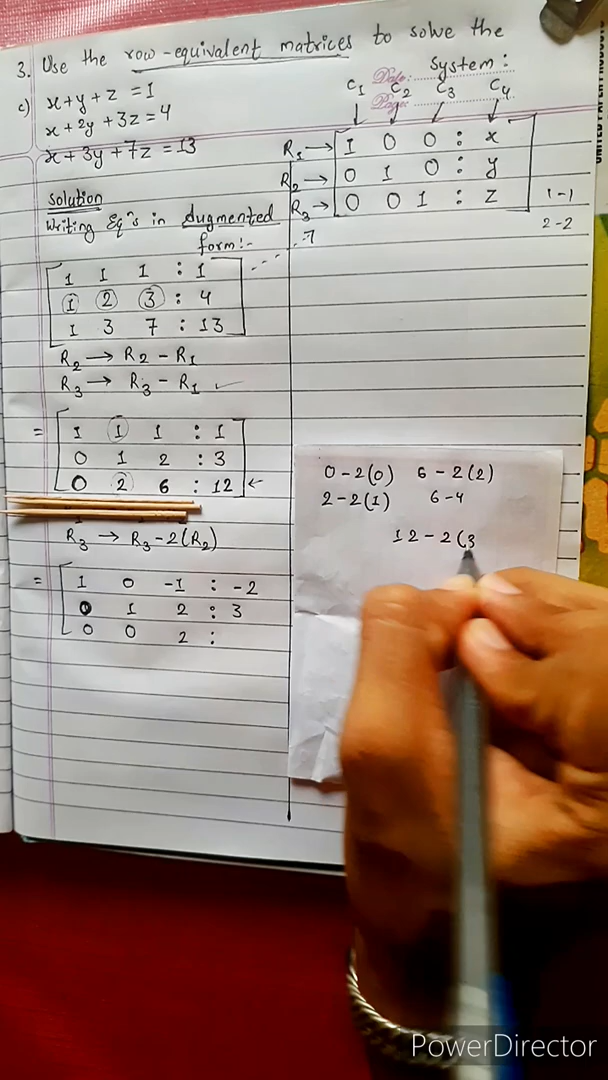 3. Use the row-equivalent matrices to solve the
system:
c) x+y+z=1
x+2y+3z=4
x+3y+7z=13
Date:
Page:
C1 C2 C3 C4
R1→ 1 0 0 : x
R2→ 0 1 0 : y
R3→ 0 0 1 : z
1-1
2-2
Solution
Writing Eq^n s in Augmented
form:-
1 1 1 : 1
1 2 3 : 4
1 3 7 : 13
R2 → R2 - R1
R3 → R3 - R1 ✓
= 1 1 1 : 1
0 1 2 : 3
0 2 6 : 12 ←
R3 → R3-2(R2)
= 1 0 -1 : -2
0 1 2 : 3
0 0 2 :
0-2(0) 6-2(2)
2-2(1) 6-4
12-2(3
PowerDirector